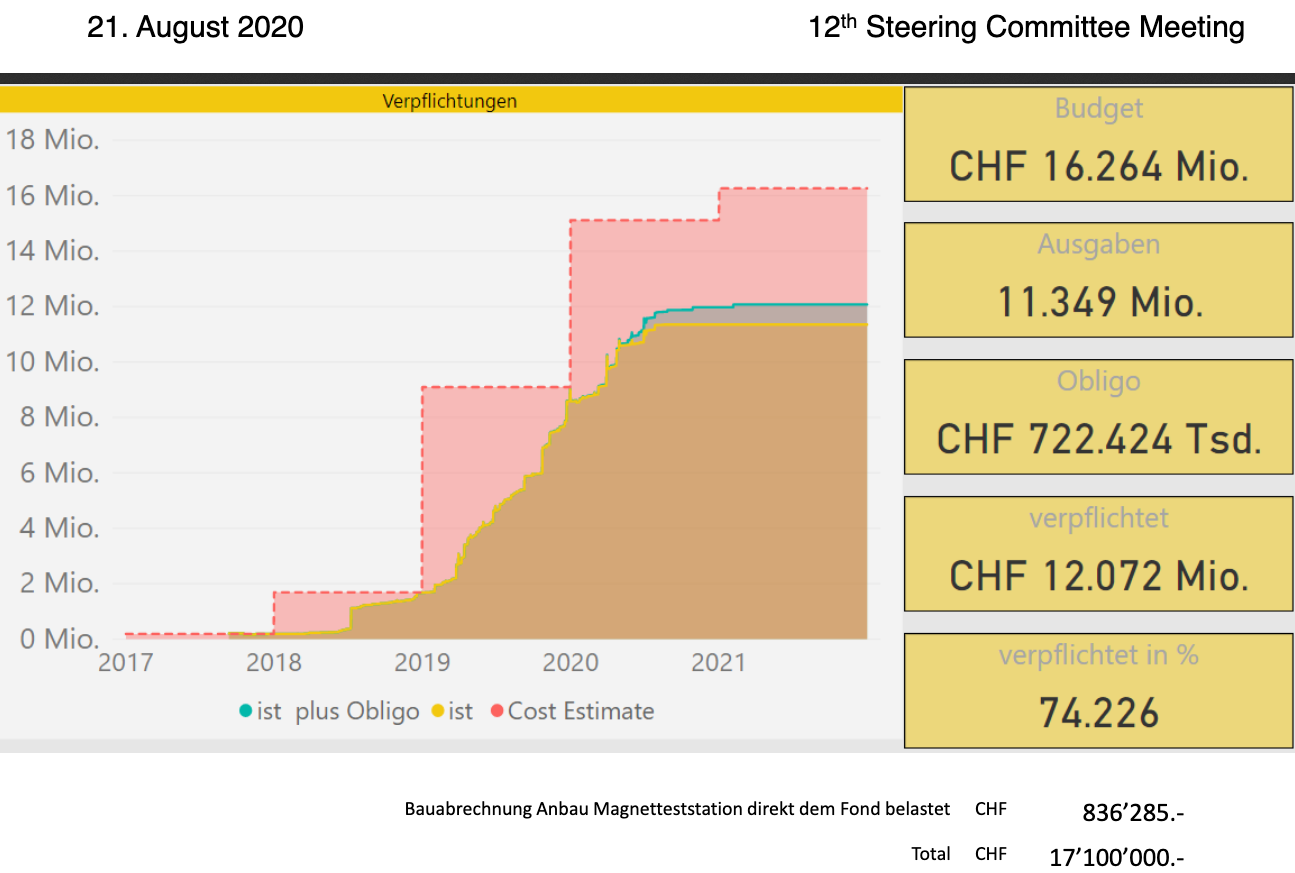 21. August 2020
12th Steering Committee Meeting
Verpflichtungen
18 Mio.
16 Mio.
14 Mio.
12 Mio.
10 Mio.
8 Mio.
6 Mio.
4 Mio.
2 Mio.
0 Mio.
2017 2018 2019 2020 2021
ist plus Obligo ist Cost Estimate
Budget
CHF 16.264 Mio.
Ausgaben
11.349 Mio.
Obligo
CHF 722.424 Tsd.
verpflichtet
CHF 12.072 Mio.
verpflichtet in %
74.226
Bauabrechnung Anbau Magnetteststation direkt dem Fond belastet CHF 836’285.-
Total CHF 17’100’000.-